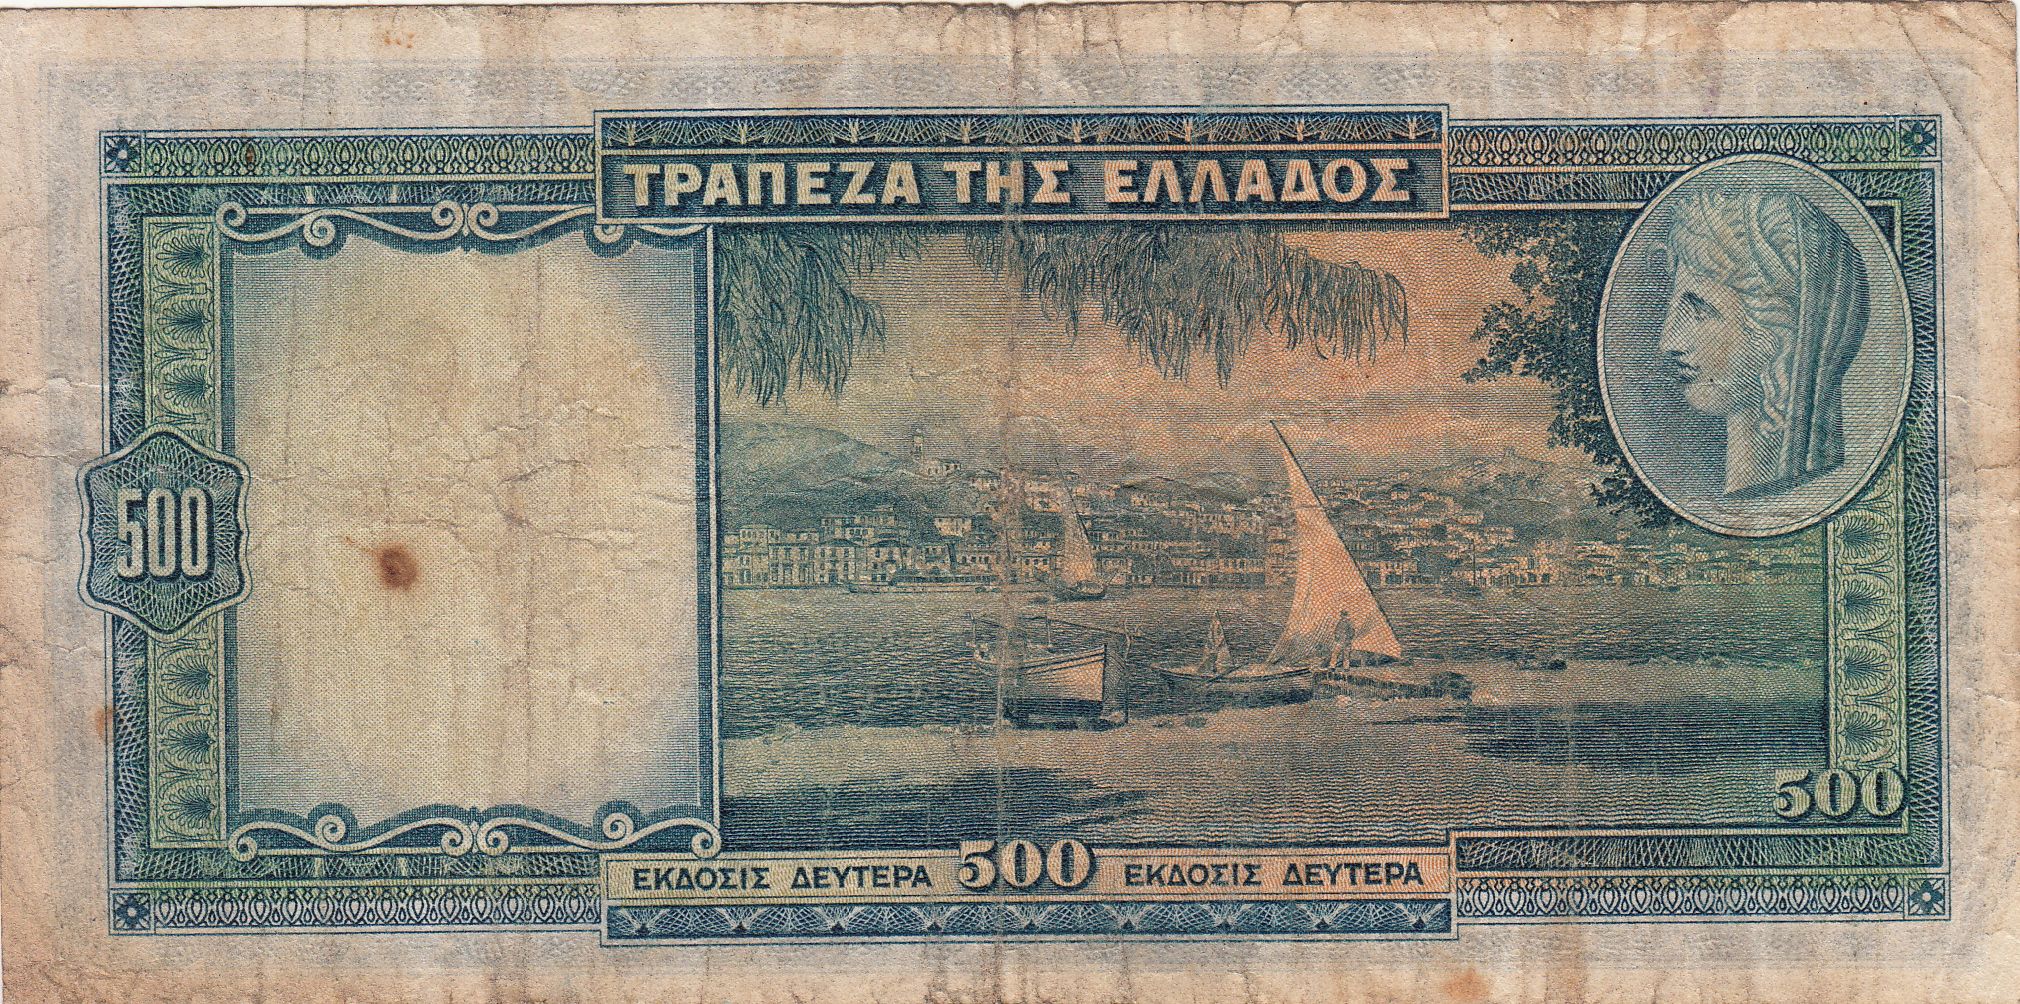 ΤΡΑΠΕΖΑ ΤΗΣ ΕΛΛΑΔΟΣ
500
500
ΕΚΔΟΣΙΣ ΔΕΥΤΕΡΑ 500 ΕΚΔΟΣΙΣ ΔΕΥΤΕΡΑ